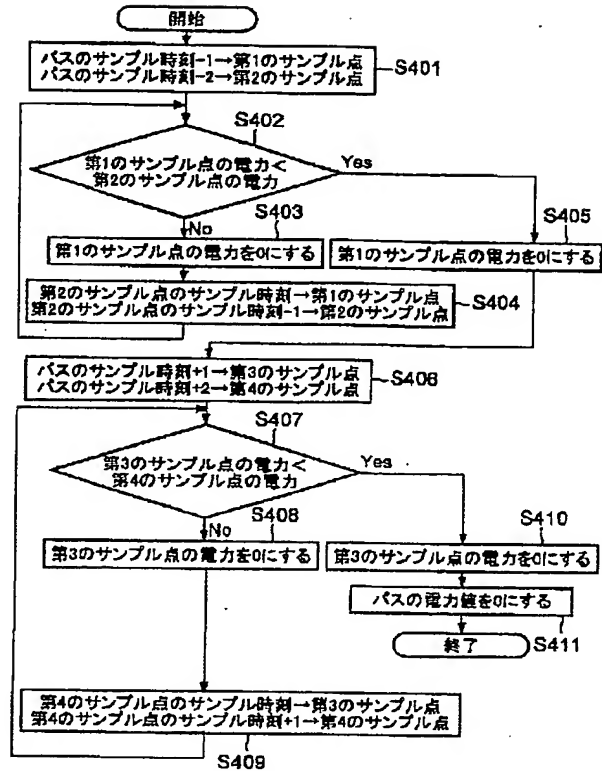 開始
パスのサンプル時刻-1→第1のサンプル点
パスのサンプル時刻-2→第2のサンプル点
S401
S402
第1のサンプル点の電力<
第2のサンプル点の電力
Yes
No
S403
S405
第1のサンプル点の電力を0にする
第1のサンプル点の電力を0にする
第2のサンプル点のサンプル時刻→第1のサンプル点
第2のサンプル点のサンプル時刻-1→第2のサンプル点
S404
パスのサンプル時刻+1→第3のサンプル点
パスのサンプル時刻+2→第4のサンプル点
S406
S407
第3のサンプル点の電力<
第4のサンプル点の電力
Yes
No
S408
S410
第3のサンプル点の電力を0にする
第3のサンプル点の電力を0にする
パスの電力値を0にする
終了
S411
第4のサンプル点のサンプル時刻→第3のサンプル点
第4のサンプル点のサンプル時刻+1→第4のサンプル点
S409